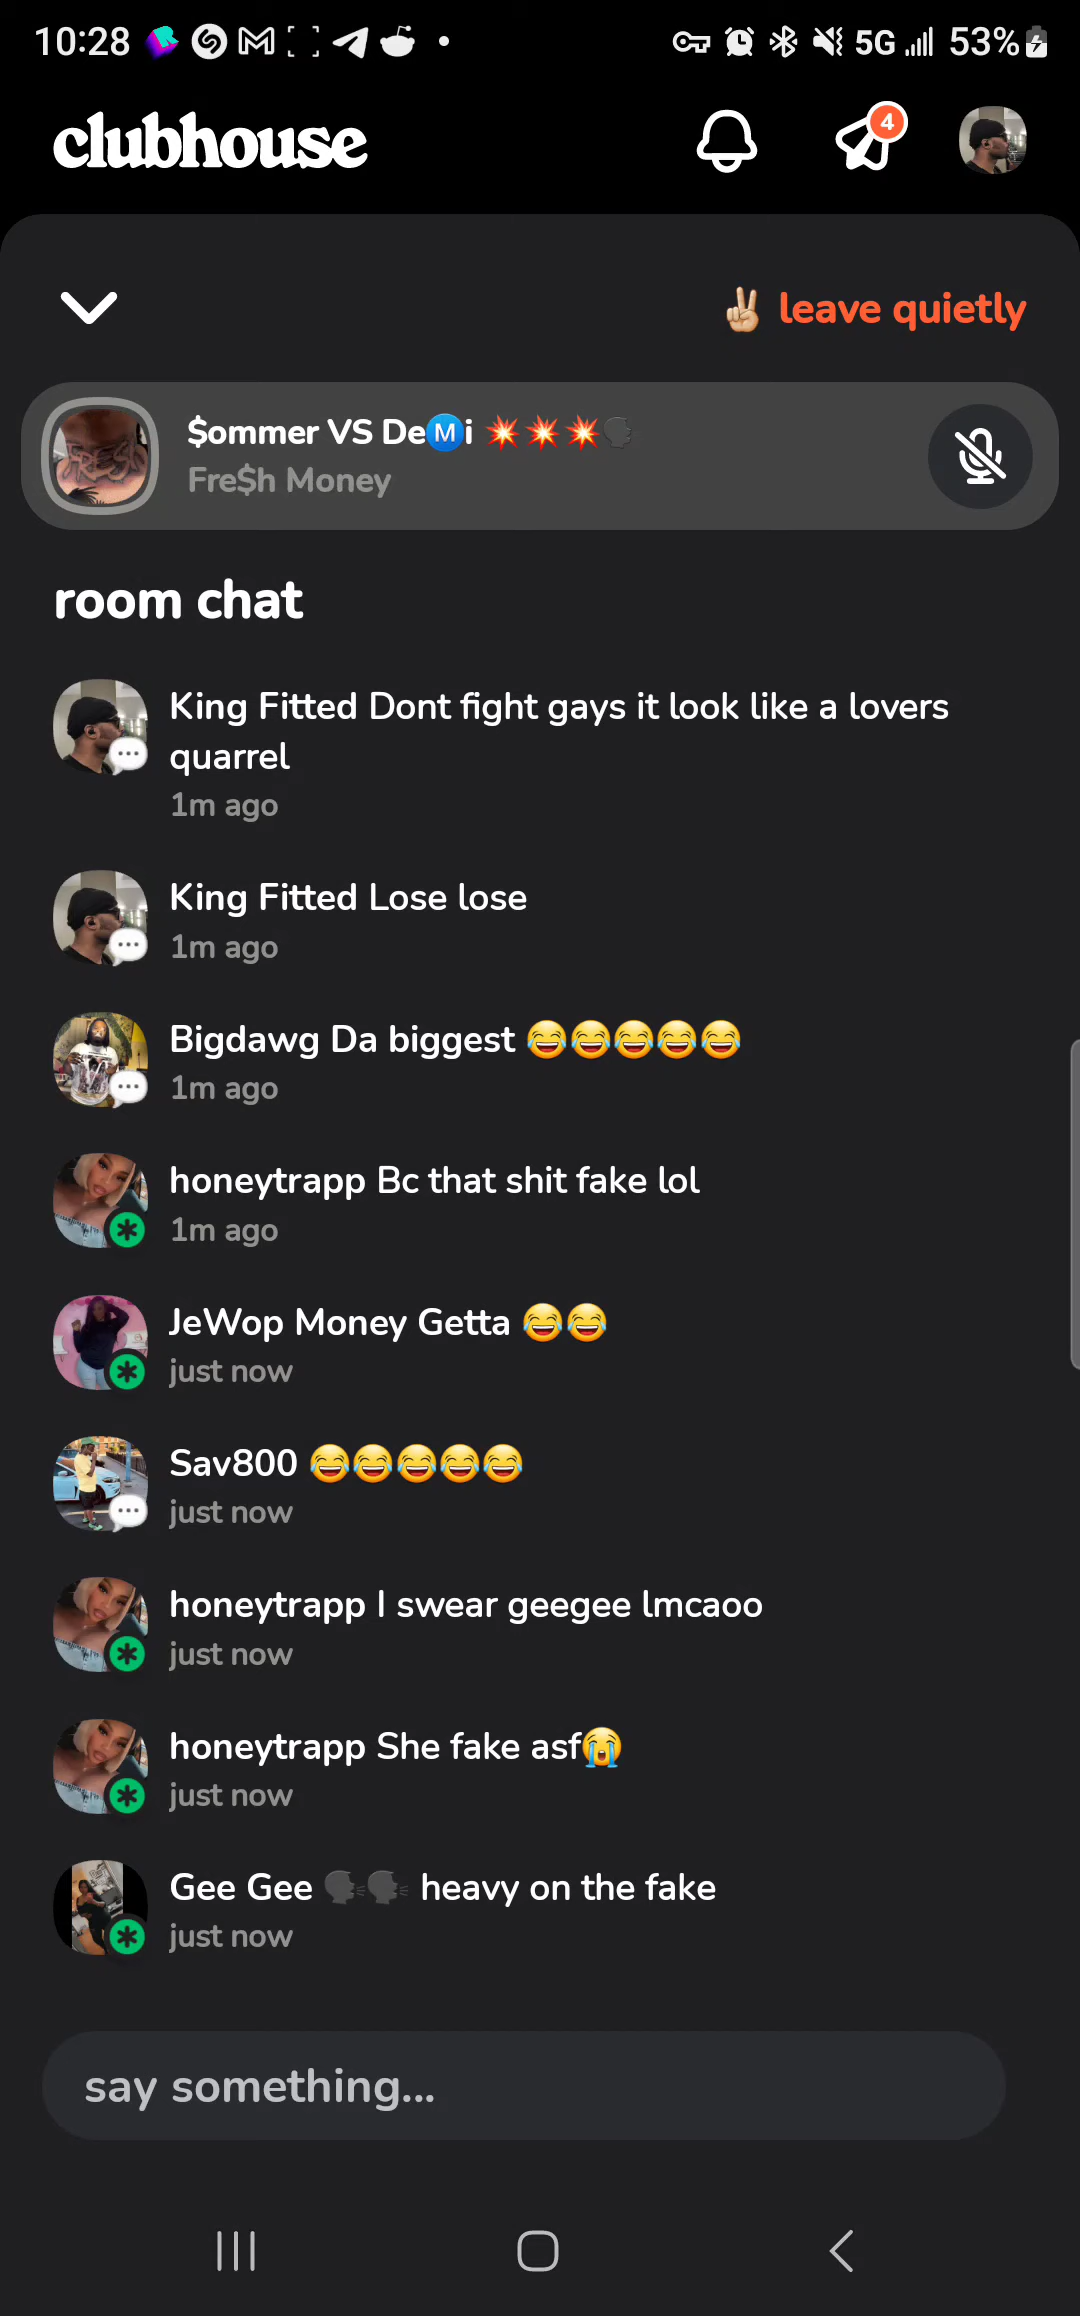 10:28 5G 53%
clubhouse 4
✌🏼 leave quietly
$ommer VS DeⓂ️i 💥💥💥🗣
Fre$h Money
room chat
King Fitted Dont fight gays it look like a lovers
quarrel
1m ago
King Fitted Lose lose
1m ago
Bigdawg Da biggest 😂😂😂😂😂
1m ago
honeytrapp Bc that shit fake lol
1m ago
JeWop Money Getta 😂😂
just now
Sav800 😂😂😂😂😂
just now
honeytrapp I swear geegee lmcaoo
just now
honeytrapp She fake asf😭
just now
Gee Gee 🗣🗣 heavy on the fake
just now
say something...